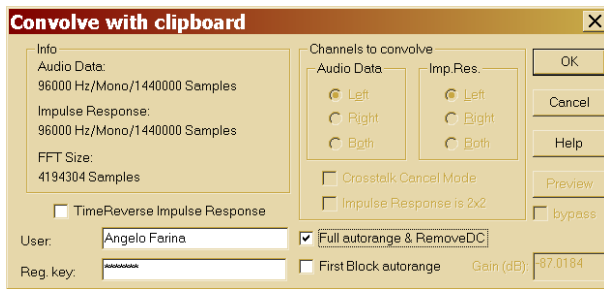 Convolve with clipboard
Info
Audio Data:
96000 Hz/Mono/1440000 Samples
Impulse Response:
96000 Hz/Mono/1440000 Samples
FFT Size:
4194304 Samples
Channels to convolve
Audio Data
Left
Right
Both
Imp.Res.
Left
Right
Both
Crosstalk Cancel Mode
Impulse Response is 2x2
OK
Cancel
Help
Preview
bypass
TimeReverse Impulse Response
User: Angelo Farina
Reg. key: *******
Full autorange & RemoveDC
First Block autorange
Gain (dB): -87.0184